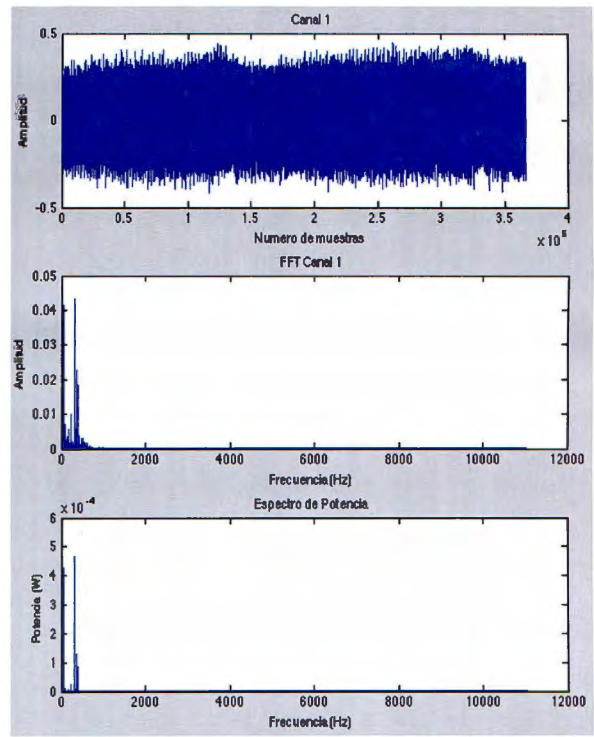 Canal 1
0.5
0
-0.5
Amplitud
0 0.5 1 1.5 2 2.5 3 3.5 4
Numero de muestras
x 10^5
FFT Canal 1
0.05
0.04
0.03
0.02
0.01
0
Amplitud
0 2000 4000 6000 8000 10000 12000
Frecuencia (Hz)
Espectro de Potencia
x 10^-4
6
5
4
3
2
1
0
Potencia (W)
0 2000 4000 6000 8000 10000 12000
Frecuencia (Hz)